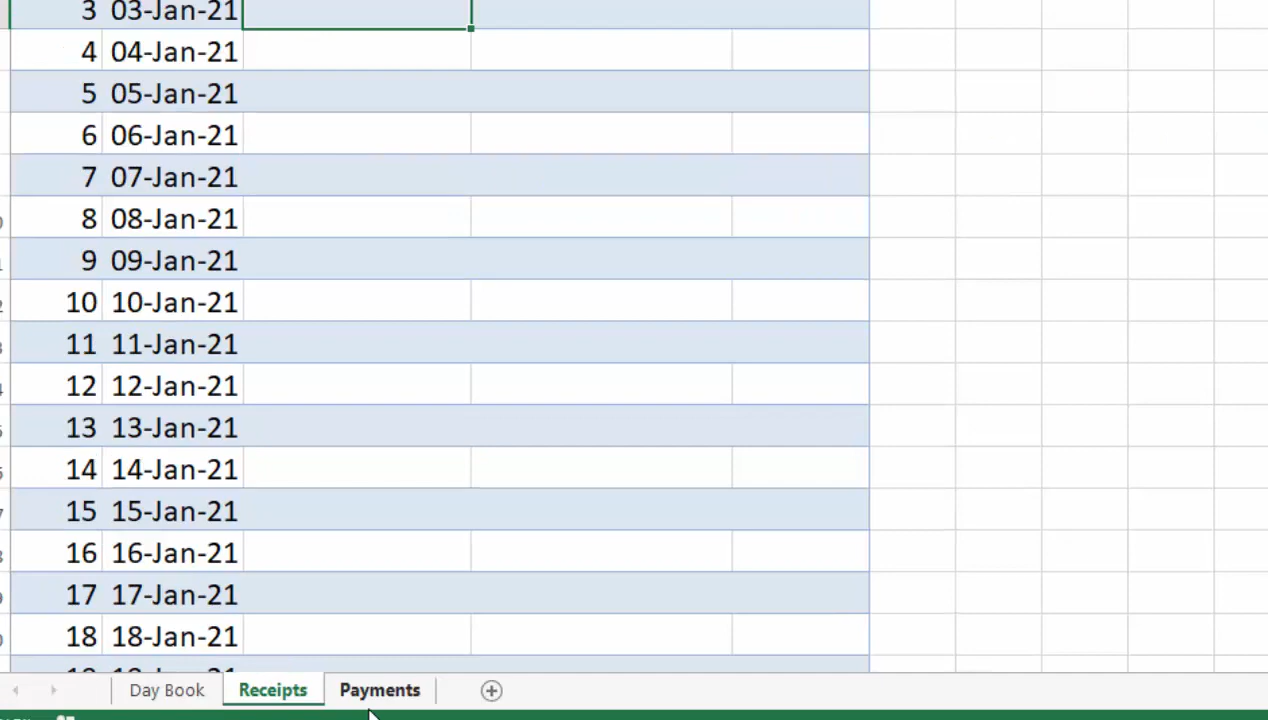 3 03-Jan-21
4 04-Jan-21
5 05-Jan-21
6 06-Jan-21
7 07-Jan-21
8 08-Jan-21
9 09-Jan-21
10 10-Jan-21
11 11-Jan-21
12 12-Jan-21
13 13-Jan-21
14 14-Jan-21
15 15-Jan-21
16 16-Jan-21
17 17-Jan-21
18 18-Jan-21
Day Book Receipts Payments